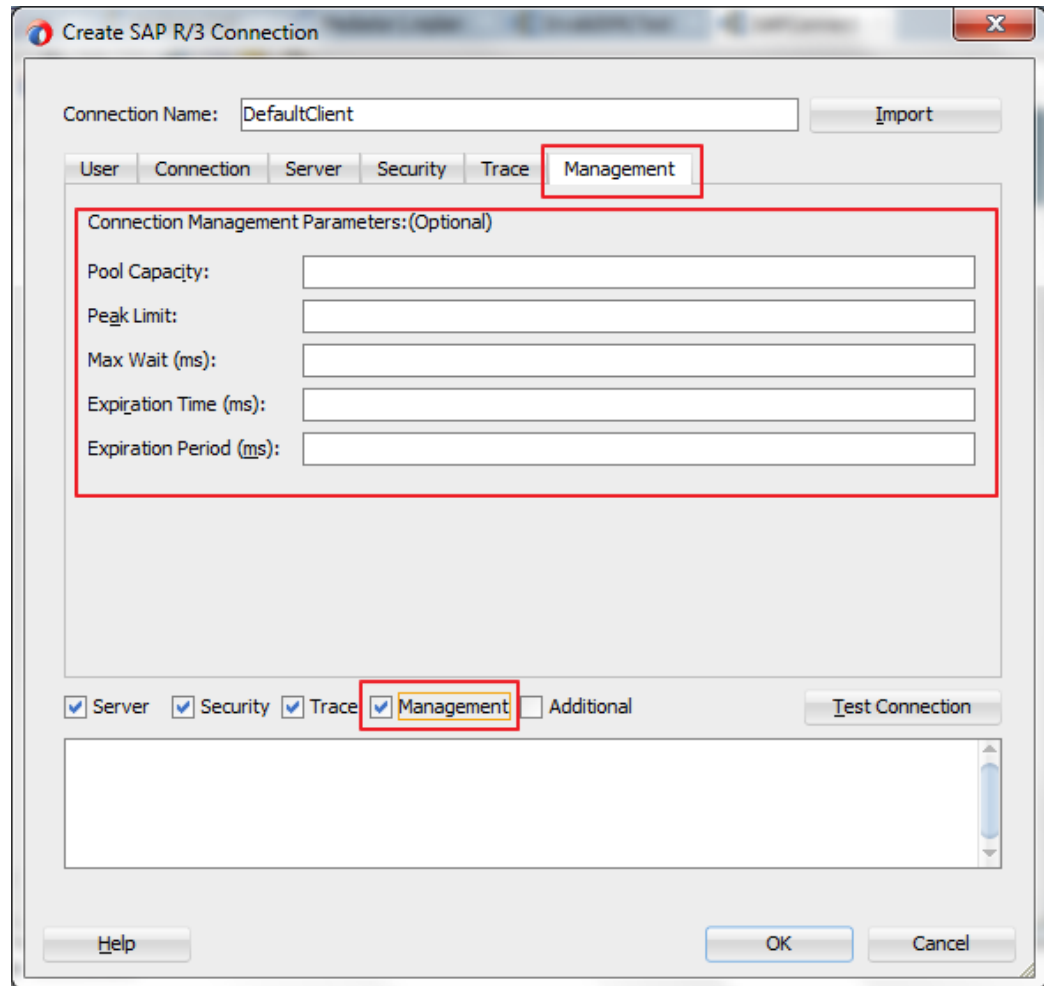 Create SAP R/3 Connection
Connection Name: DefaultClient Import
User Connection Server Security Trace Management
Connection Management Parameters:(Optional)
Pool Capacity:
Peak Limit:
Max Wait (ms):
Expiration Time (ms):
Expiration Period (ms):
Server Security Trace Management Additional Test Connection
Help OK Cancel